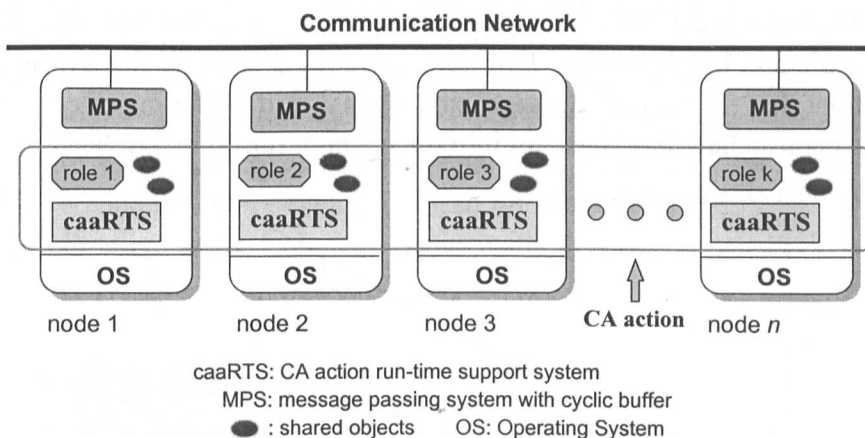 Communication Network
MPS MPS MPS MPS
role 1 role 2 role 3 role k
caaRTS caaRTS caaRTS caaRTS
OS OS OS OS
node 1 node 2 node 3 CA action node n
caaRTS: CA action run-time support system
MPS: message passing system with cyclic buffer
: shared objects OS: Operating System